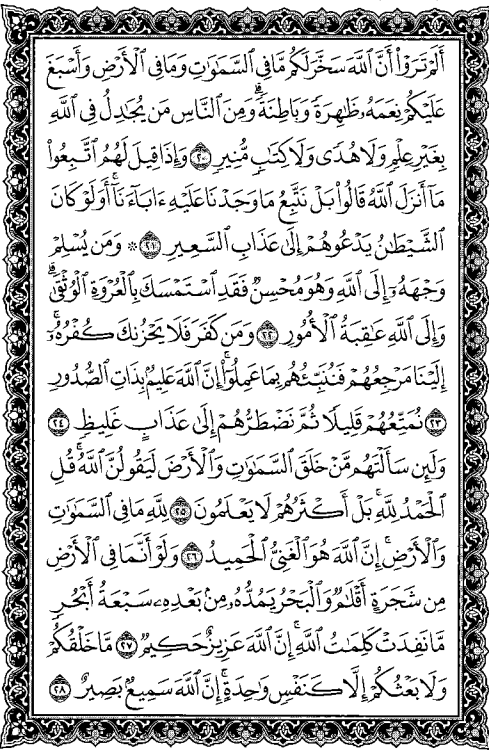 أَلَمْ تَرَوْا۟ أَنَّ ٱللَّهَ سَخَّرَ لَكُم مَّا فِى ٱلسَّمَٰوَٰتِ وَمَا فِى ٱلْأَرْضِ وَأَسْبَغَ
عَلَيْكُمْ نِعَمَهُۥ ظَٰهِرَةً وَبَاطِنَةً ۗ وَمِنَ ٱلنَّاسِ مَن يُجَٰدِلُ فِى ٱللَّهِ
بِغَيْرِ عِلْمٍ وَلَا هُدًى وَلَا كِتَٰبٍ مُّنِيرٍ ٢٠ وَإِذَا قِيلَ لَهُمُ ٱتَّبِعُوا۟
مَآ أَنزَلَ ٱللَّهُ قَالُوا۟ بَلْ نَتَّبِعُ مَا وَجَدْنَا عَلَيْهِ ءَابَآءَنَآ ۚ أَوَلَوْ كَانَ
ٱلشَّيْطَٰنُ يَدْعُوهُمْ إِلَىٰ عَذَابِ ٱلسَّعِيرِ ٢١ ۞ وَمَن يُسْلِمْ
وَجْهَهُۥٓ إِلَى ٱللَّهِ وَهُوَ مُحْسِنٌ فَقَدِ ٱسْتَمْسَكَ بِٱلْعُرْوَةِ ٱلْوُثْقَىٰ ۗ
وَإِلَى ٱللَّهِ عَٰقِبَةُ ٱلْأُمُورِ ٢٢ وَمَن كَفَرَ فَلَا يَحْزُنكَ كُفْرُهُۥٓ ۚ
إِلَيْنَا مَرْجِعُهُمْ فَنُنَبِّئُهُم بِمَا عَمِلُوٓا۟ ۚ إِنَّ ٱللَّهَ عَلِيمٌۢ بِذَاتِ ٱلصُّدُورِ
٢٣ نُمَتِّعُهُمْ قَلِيلًا ثُمَّ نَضْطَرُّهُمْ إِلَىٰ عَذَابٍ غَلِيظٍ ٢٤
وَلَئِن سَأَلْتَهُم مَّنْ خَلَقَ ٱلسَّمَٰوَٰتِ وَٱلْأَرْضَ لَيَقُولُنَّ ٱللَّهُ ۚ قُلِ
ٱلْحَمْدُ لِلَّهِ ۚ بَلْ أَكْثَرُهُمْ لَا يَعْلَمُونَ ٢٥ لِلَّهِ مَا فِى ٱلسَّمَٰوَٰتِ
وَٱلْأَرْضِ ۚ إِنَّ ٱللَّهَ هُوَ ٱلْغَنِىُّ ٱلْحَمِيدُ ٢٦ وَلَوْ أَنَّمَا فِى ٱلْأَرْضِ
مِن شَجَرَةٍ أَقْلَٰمٌ وَٱلْبَحْرُ يَمُدُّهُۥ مِنۢ بَعْدِهِۦ سَبْعَةُ أَبْحُرٍ
مَّا نَفِدَتْ كَلِمَٰتُ ٱللَّهِ ۗ إِنَّ ٱللَّهَ عَزِيزٌ حَكِيمٌ ٢٧ مَّا خَلْقُكُمْ
وَلَا بَعْثُكُمْ إِلَّا كَنَفْسٍ وَٰحِدَةٍ ۗ إِنَّ ٱللَّهَ سَمِيعٌۢ بَصِيرٌ ٢٨